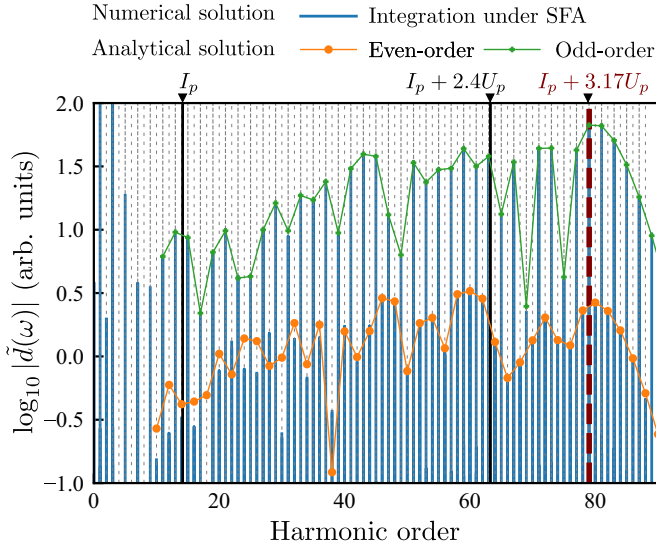 Numerical solution Integration under SFA
Analytical solution Even-order Odd-order
I_p I_p + 2.4U_p I_p + 3.17U_p
2.0
1.5
1.0
0.5
0.0
−0.5
−1.0
log₁₀ |d̃(ω)| (arb. units)
0 20 40 60 80
Harmonic order